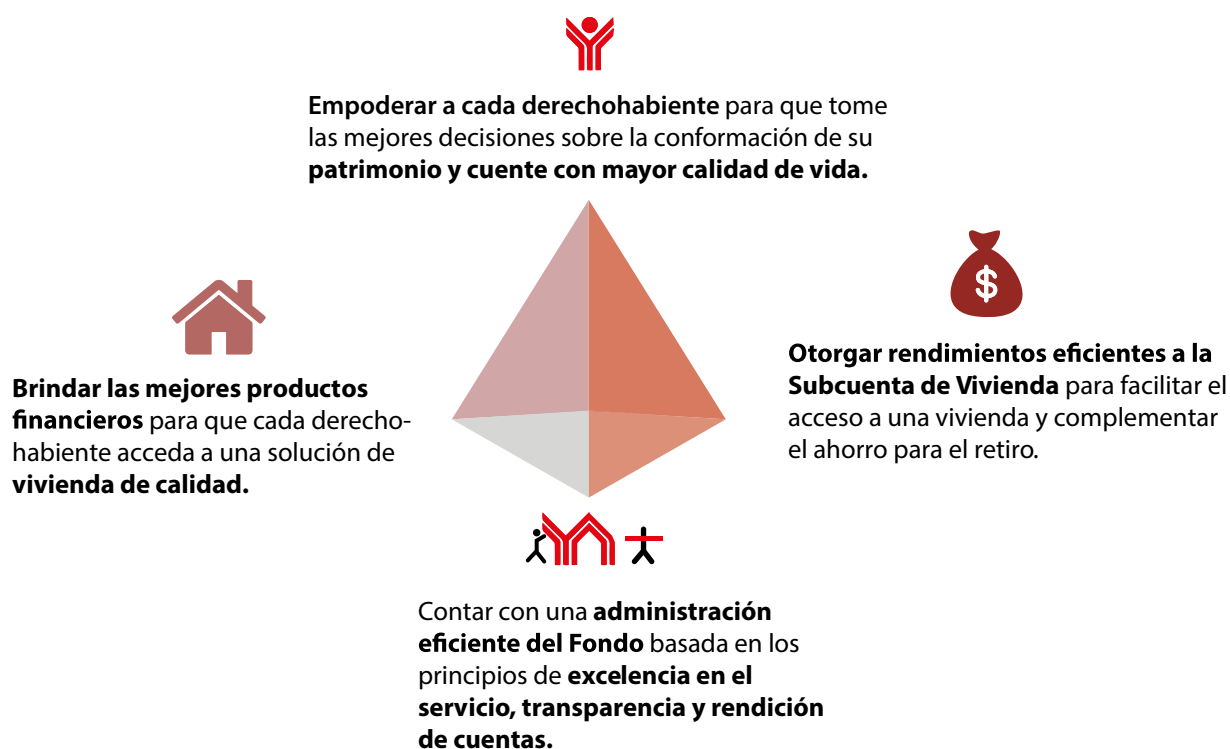 Empoderar a cada derechohabiente para que tome
las mejores decisiones sobre la conformación de su
patrimonio y cuente con mayor calidad de vida.
Brindar las mejores productos
financieros para que cada derecho-
habiente acceda a una solución de
vivienda de calidad.
$
Otorgar rendimientos eficientes a la
Subcuenta de Vivienda para facilitar el
acceso a una vivienda y complementar
el ahorro para el retiro.
Contar con una administración
eficiente del Fondo basada en los
principios de excelencia en el
servicio, transparencia y rendición
de cuentas.